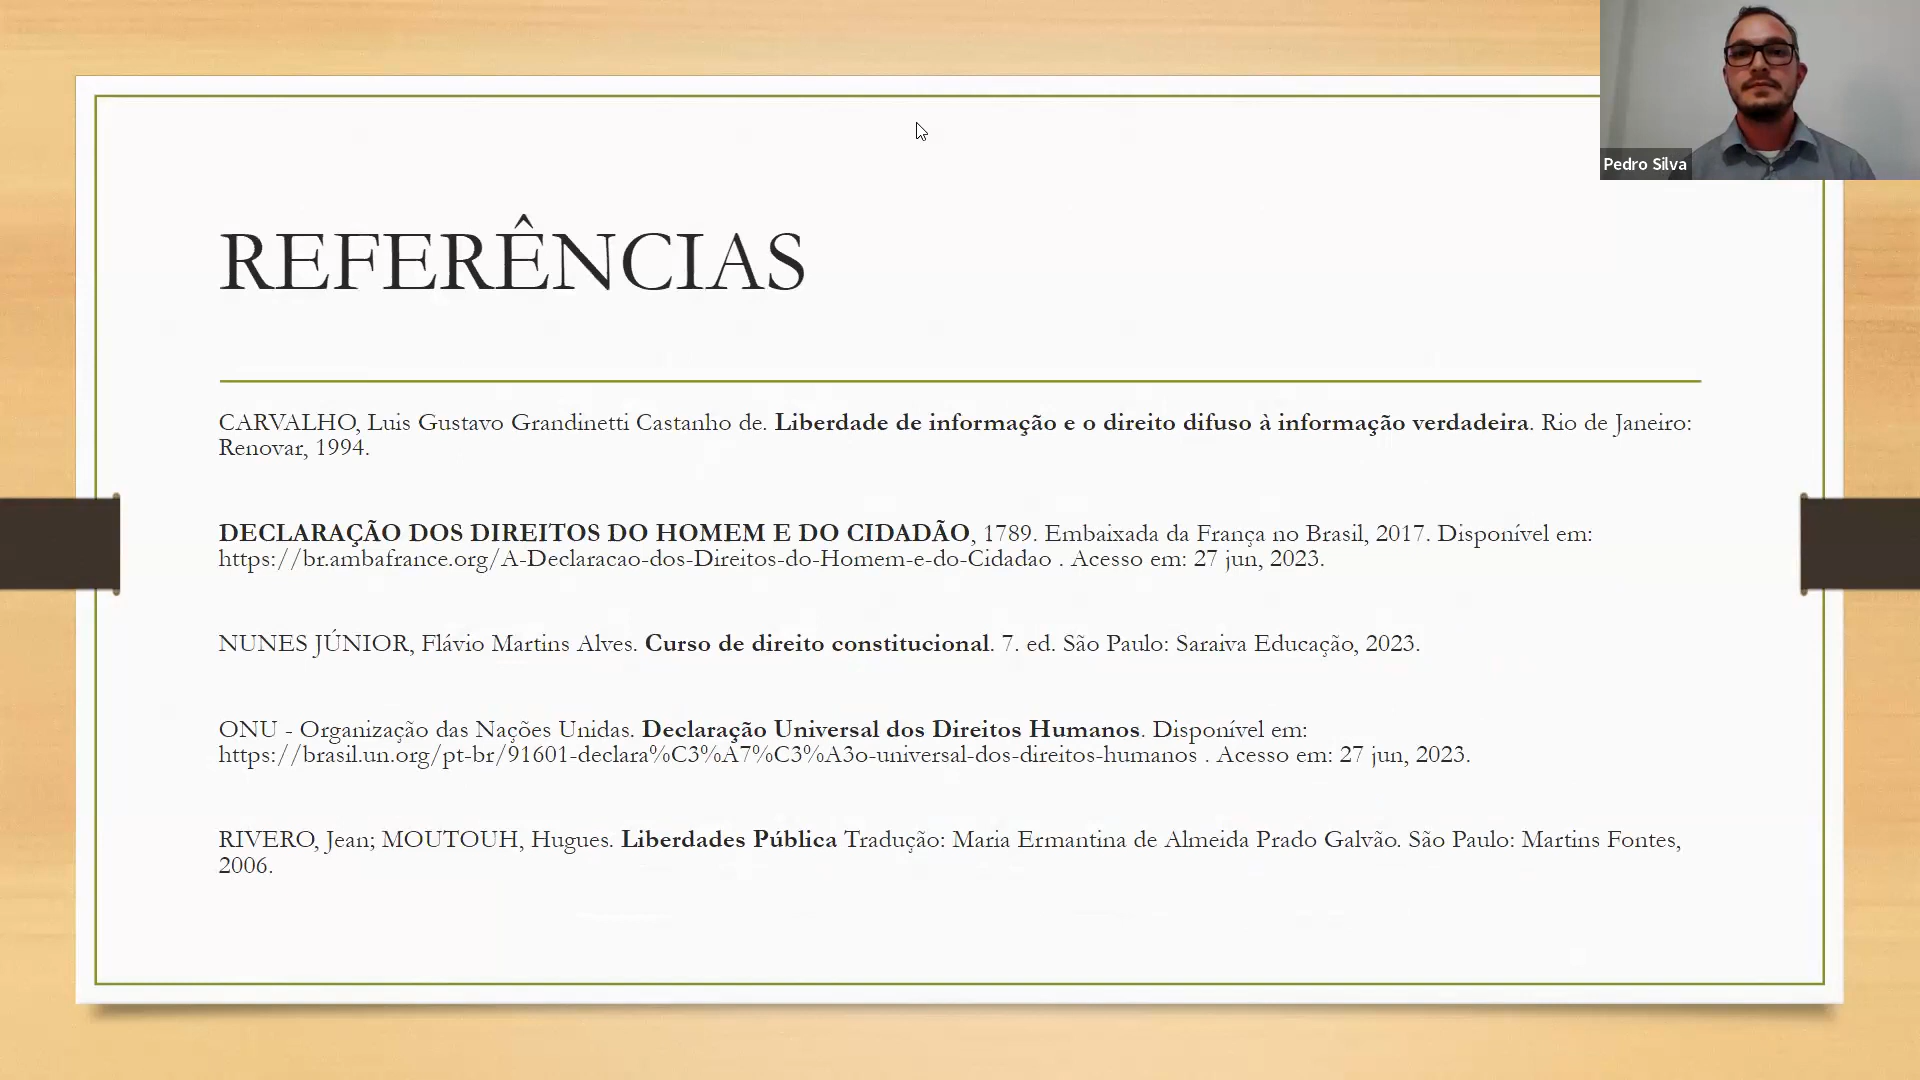 Pedro Silva
REFERÊNCIAS
CARVALHO, Luis Gustavo Grandinetti Castanho de. Liberdade de informação e o direito difuso à informação verdadeira. Rio de Janeiro:
Renovar, 1994.
DECLARAÇÃO DOS DIREITOS DO HOMEM E DO CIDADÃO, 1789. Embaixada da França no Brasil, 2017. Disponível em:
https://br.ambafrance.org/A-Declaracao-dos-Direitos-do-Homem-e-do-Cidadao . Acesso em: 27 jun, 2023.
NUNES JÚNIOR, Flávio Martins Alves. Curso de direito constitucional. 7. ed. São Paulo: Saraiva Educação, 2023.
ONU - Organização das Nações Unidas. Declaração Universal dos Direitos Humanos. Disponível em:
https://brasil.un.org/pt-br/91601-declara%C3%A7%C3%A3o-universal-dos-direitos-humanos . Acesso em: 27 jun, 2023.
RIVERO, Jean; MOUTOUH, Hugues. Liberdades Pública Tradução: Maria Ermantina de Almeida Prado Galvão. São Paulo: Martins Fontes,
2006.